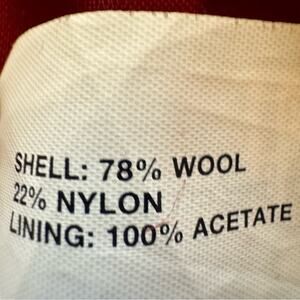 SHELL: 78% WOOL
22% NYLON
LINING: 100% ACETATE